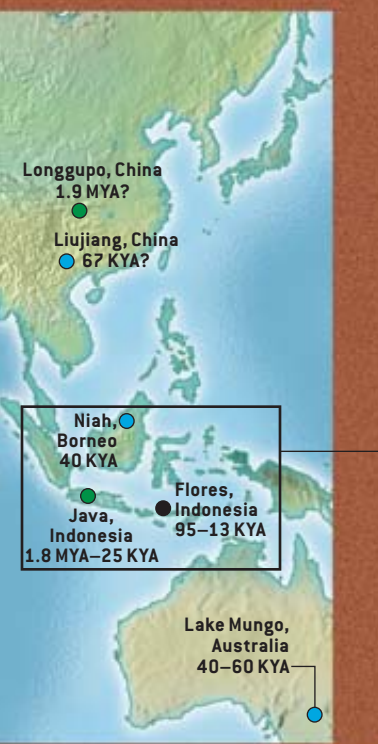 Longgupo, China
1.9 MYA?
Liujiang, China
67 KYA?
Niah,
Borneo
40 KYA
Flores,
Indonesia
95–13 KYA
Java,
Indonesia
1.8 MYA–25 KYA
Lake Mungo,
Australia
40–60 KYA